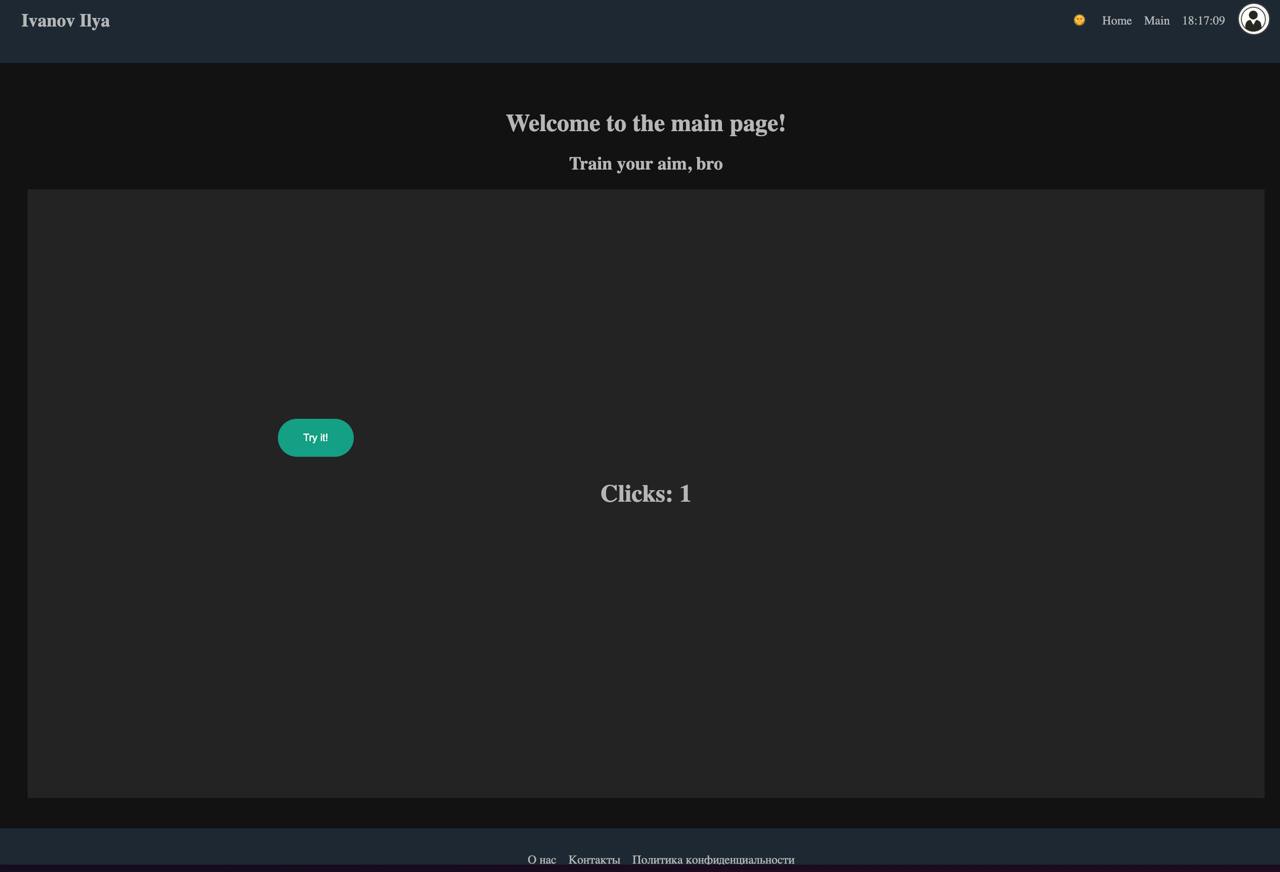 Ivanov Ilya
Home Main 18:17:09
Welcome to the main page!
Train your aim, bro
Try it!
Clicks: 1
О нас Контакты Политика конфиденциальности